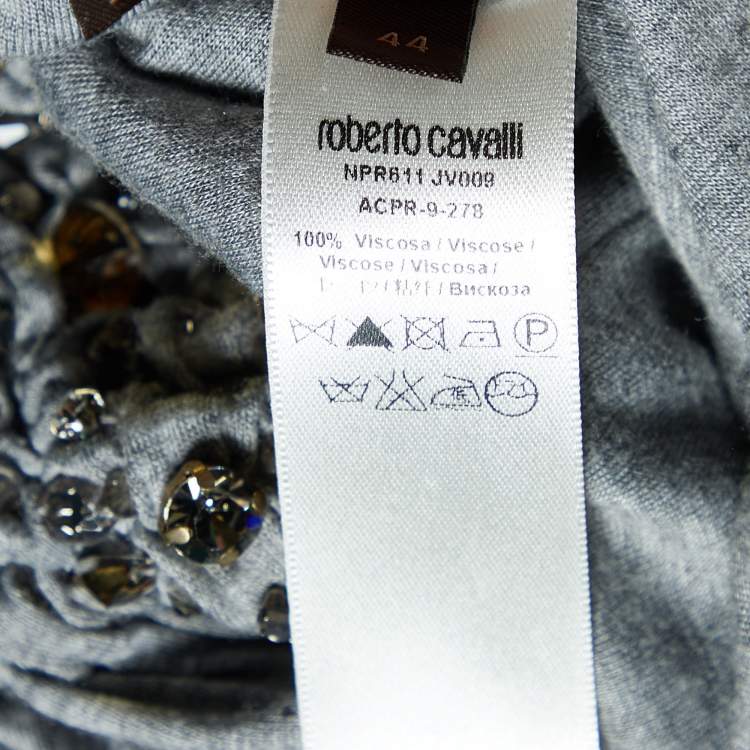 44
roberto cavalli
NPR611 JV009
ACPR-9-278
100% Viscosa / Viscose /
Viscose / Viscosa /
/ Вискоза
P